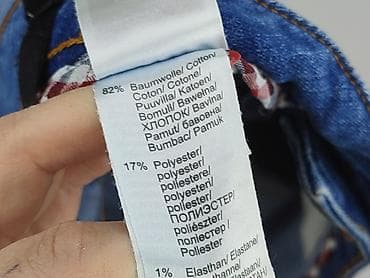 82% Baumwolle/ Cotton/
Coton/ Cotone/
Puuvilla/ Katoen/
Bomull/ Bawełna/
ХЛОПОК/ Bavlna/
Pamut/ бавовна/
Bumbac/ Pamuk
17% Polyester/
polyester/
poliestere/
polyesteri/
poliester/
ПОЛИЭСТЕР/
poliészter/
поліестер /
Poliester
1% Elasthan/ Elastane/